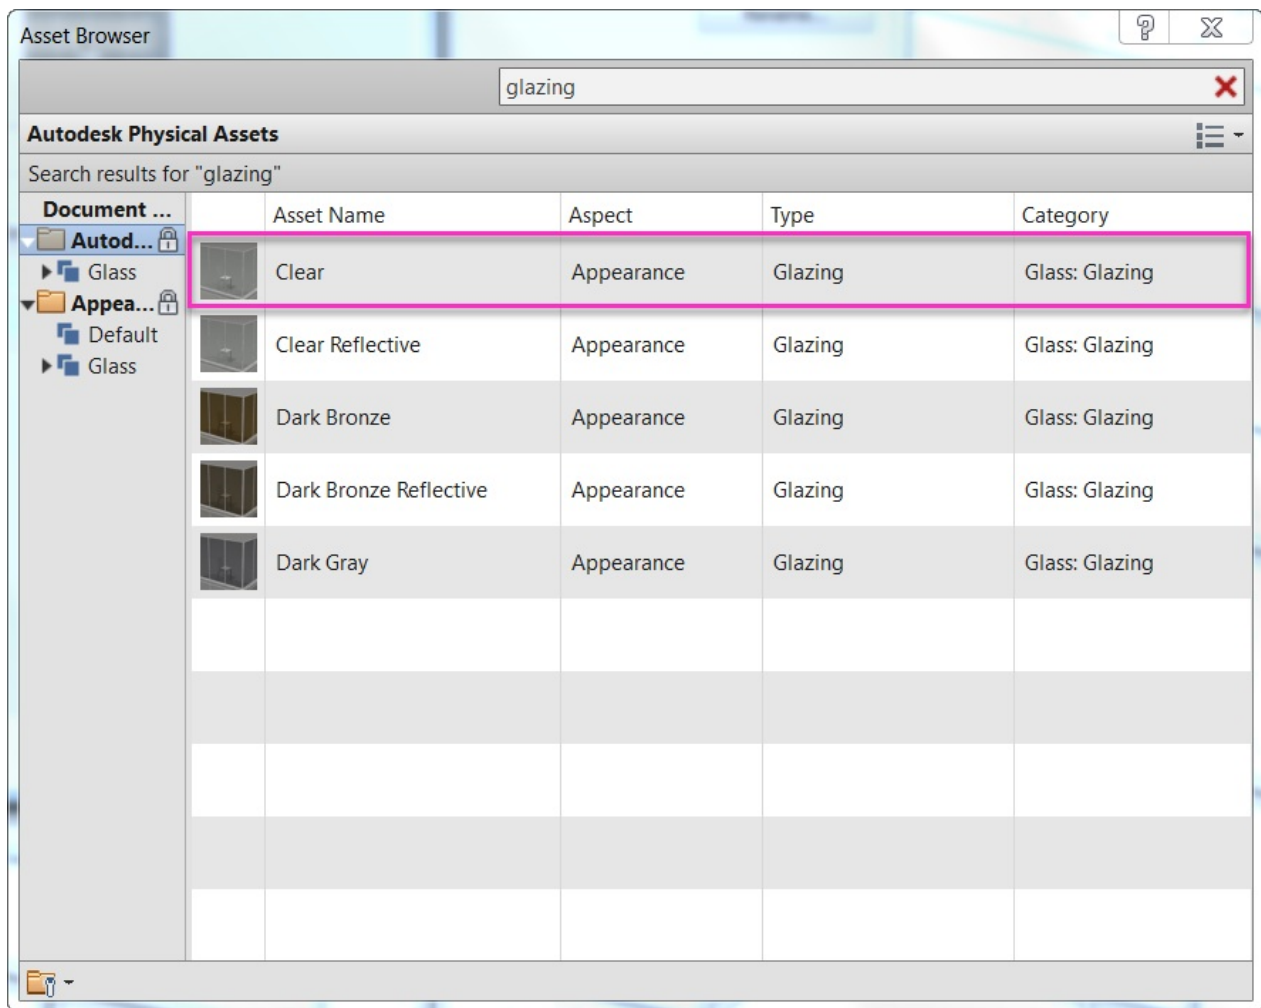 Asset Browser
glazing
Autodesk Physical Assets
Search results for "glazing"
Document ...
Autod...
Glass
Appea...
Default
Glass
Asset Name Aspect Type Category
Clear Appearance Glazing Glass: Glazing
Clear Reflective Appearance Glazing Glass: Glazing
Dark Bronze Appearance Glazing Glass: Glazing
Dark Bronze Reflective Appearance Glazing Glass: Glazing
Dark Gray Appearance Glazing Glass: Glazing